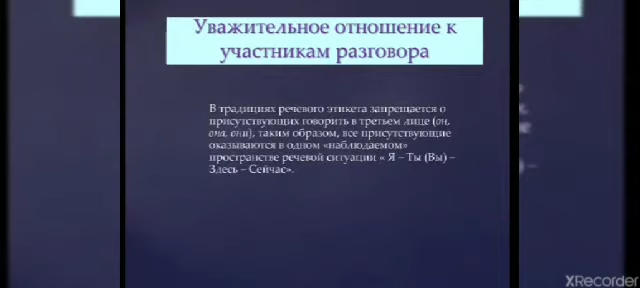 Уважительное отношение к
участникам разговора
В традициях речевого этикета запрещается о
присутствующих говорить в третьем лице (он,
она, они), таким образом, все присутствующие
оказываются в одном «наблюдаемом»
пространстве речевой ситуации « Я – Ты (Вы) –
Здесь – Сейчас».
XRecorder